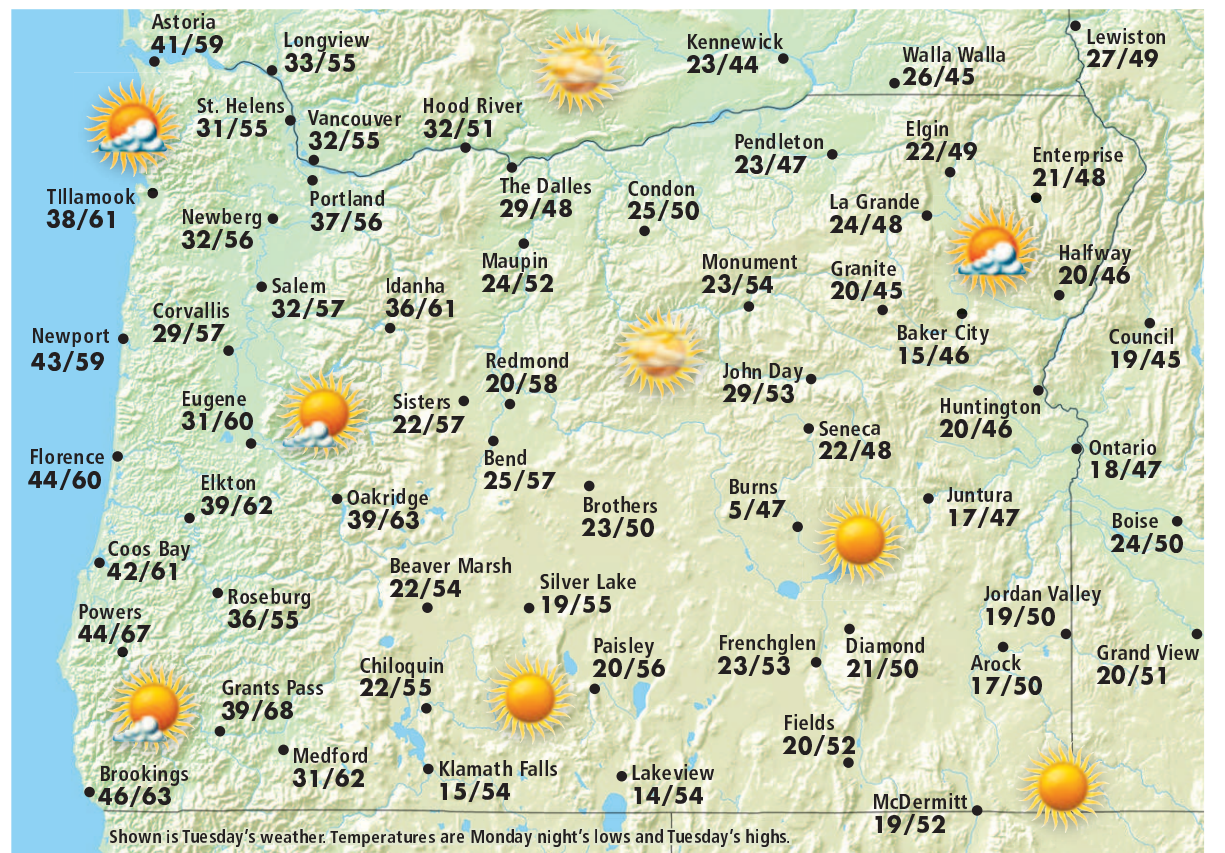 Astoria
41/59
Longview
33/55
Kennewick
23/44
Walla Walla
26/45
Lewiston
27/49
St. Helens
31/55
Vancouver
32/55
Hood River
32/51
Pendleton
23/47
Elgin
22/49
Enterprise
21/48
TIllamook
38/61
Portland
37/56
The Dalles
29/48
Condon
25/50
La Grande
24/48
Newberg
32/56
Maupin
24/52
Monument
23/54
Granite
20/45
Halfway
20/46
Salem
32/57
Idanha
36/61
Corvallis
29/57
Newport
43/59
Baker City
15/46
Council
19/45
Redmond
20/58
John Day
29/53
Eugene
31/60
Sisters
22/57
Huntington
20/46
Seneca
22/48
Ontario
18/47
Florence
44/60
Bend
25/57
Elkton
39/62
Oakridge
39/63
Brothers
23/50
Burns
5/47
Juntura
17/47
Boise
24/50
Coos Bay
42/61
Beaver Marsh
22/54
Silver Lake
19/55
Roseburg
36/55
Jordan Valley
19/50
Powers
44/67
Paisley
20/56
Frenchglen
23/53
Diamond
21/50
Arock
17/50
Grand View
20/51
Chiloquin
22/55
Grants Pass
39/68
Fields
20/52
Medford
31/62
Klamath Falls
15/54
Lakeview
14/54
Brookings
46/63
McDermitt
19/52
Shown is Tuesday's weather. Temperatures are Monday night's lows and Tuesday's highs.